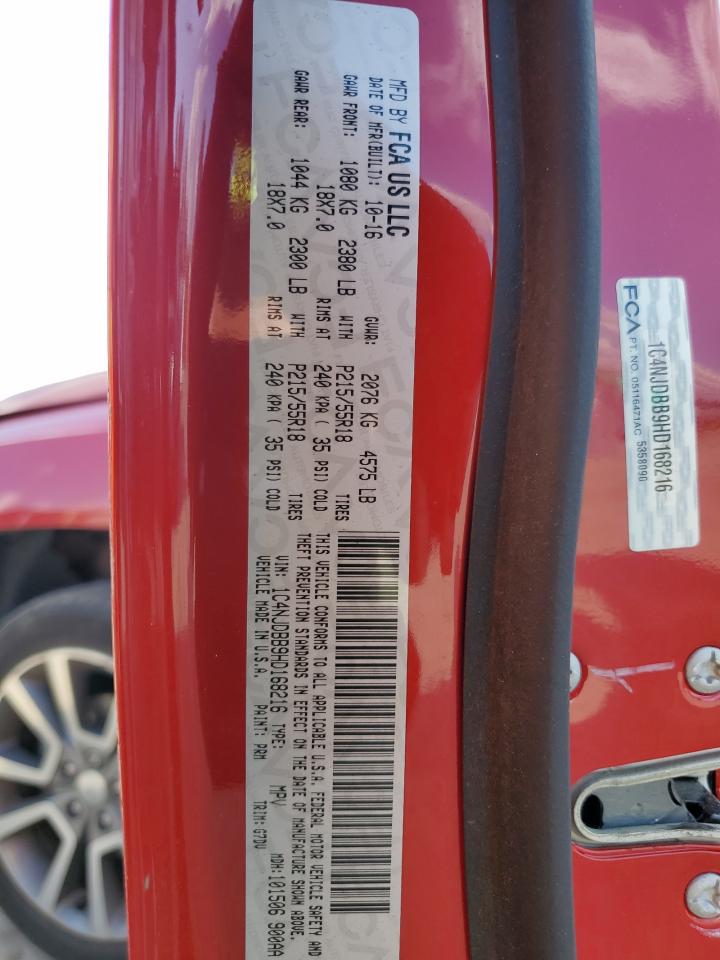 MFD BY FCA US LLC
DATE OF MFR(BUILT): 10-16 GVWR: 2076 KG 4575 LB
GAWR FRONT: 1080 KG 2380 LB WITH P215/55R18 TIRES
18X7.0 RIMS AT 240 KPA ( 35 PSI) COLD
GAWR REAR: 1044 KG 2300 LB WITH P215/55R18 TIRES
18X7.0 RIMS AT 240 KPA ( 35 PSI) COLD
THIS VEHICLE CONFORMS TO ALL APPLICABLE U.S.A. FEDERAL MOTOR VEHICLE SAFETY AND
THEFT PREVENTION STANDARDS IN EFFECT ON THE DATE OF MANUFACTURE SHOWN ABOVE.
VIN: 1C4NJDBB9HD168216 TYPE: MPV MDH:101506 900AA
VEHICLE MADE IN U.S.A. PAINT: PRM TRIM: G7DV
1C4NJDBB9HD168216
FCA PT. NO. 05116471AC 5358090